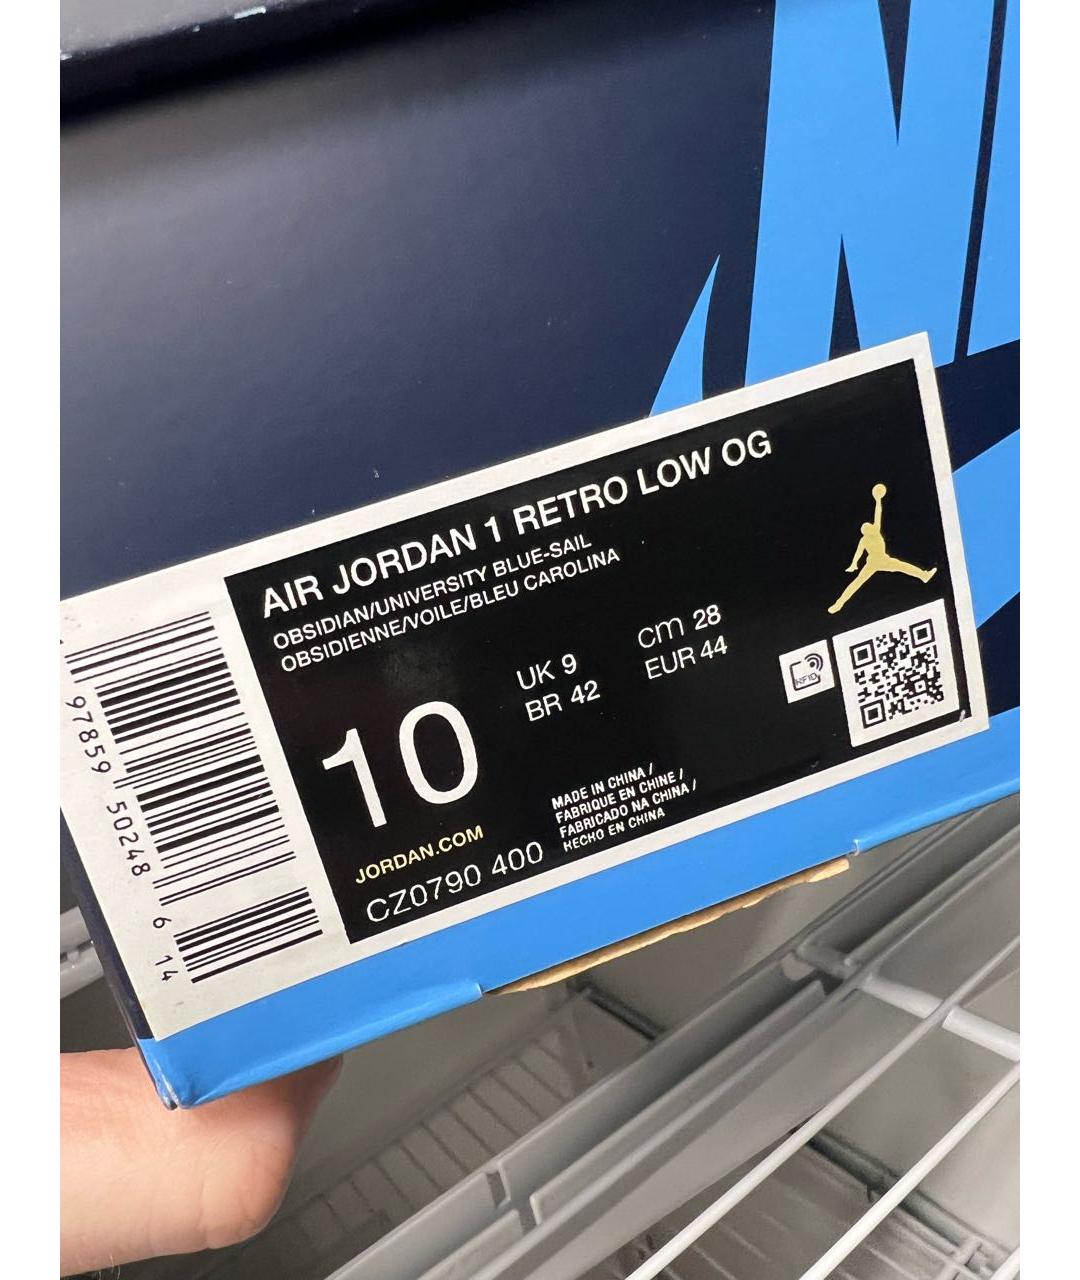 AIR JORDAN 1 RETRO LOW OG
OBSIDIAN/UNIVERSITY BLUE-SAIL
OBSIDIENNE/VOILE/BLEU CAROLINA
10
UK 9
BR 42
cm 28
EUR 44
RFID
MADE IN CHINA /
FABRIQUE EN CHINE /
FABRICADO NA CHINA /
HECHO EN CHINA
JORDAN.COM
CZ0790 400
97859 50248 6 14